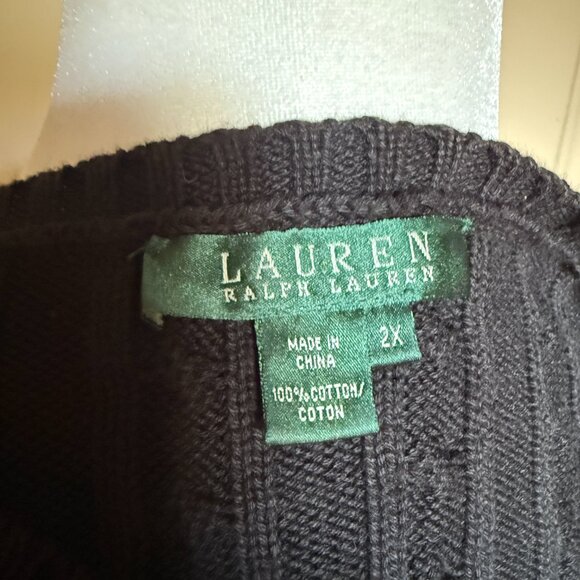 LAUREN
RALPH LAUREN
2X
MADE IN
CHINA
100% COTTON/
COTON